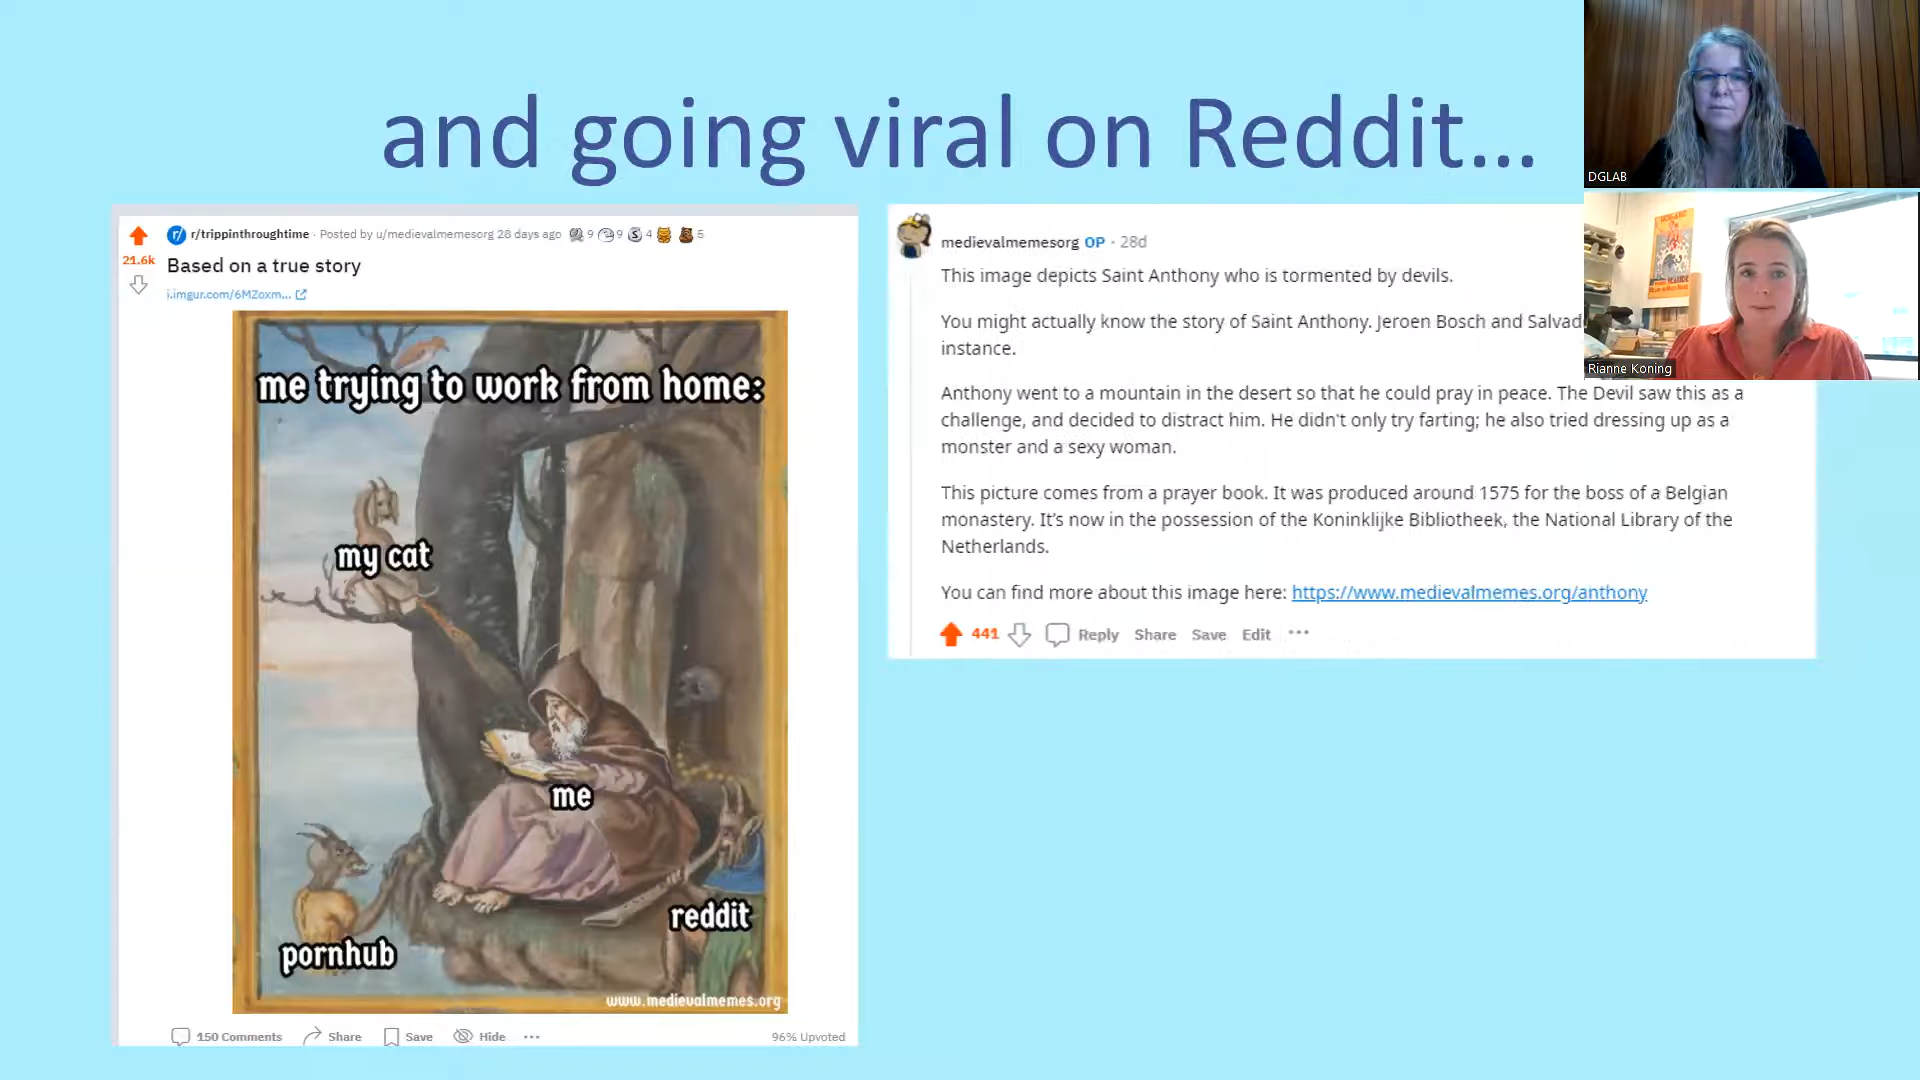 and going viral on Reddit...
DGLAB
Rianne Koning
r/trippinthroughtime · Posted by u/medievalmemesorg 28 days ago 9 9 4 5
21.6k
Based on a true story
i.imgur.com/6MZoxm...
me trying to work from home:
my cat
me
reddit
pornhub
www.medievalmemes.org
150 Comments Share Save Hide ... 96% Upvoted
medievalmemesorg OP · 28d
This image depicts Saint Anthony who is tormented by devils.
You might actually know the story of Saint Anthony. Jeroen Bosch and
instance.
Anthony went to a mountain in the desert so that he could pray in peace. The Devil saw this as a
challenge, and decided to distract him. He didn't only try farting; he also tried dressing up as a
monster and a sexy woman.
This picture comes from a prayer book. It was produced around 1575 for the boss of a Belgian
monastery. It's now in the possession of the Koninklijke Bibliotheek, the National Library of the
Netherlands.
You can find more about this image here: https://www.medievalmemes.org/anthony
441 Reply Share Save Edit ...